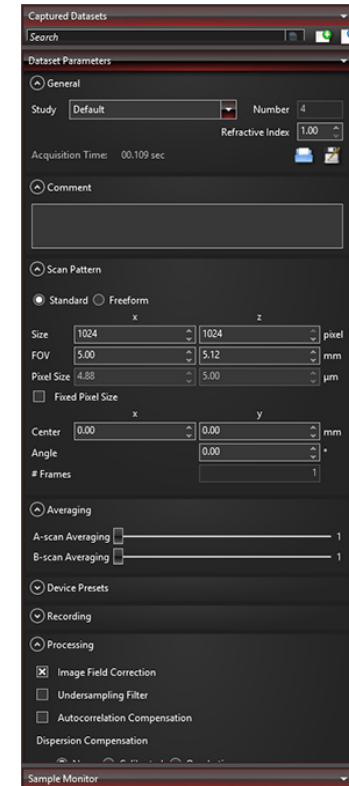 Captured Datasets
Search
Dataset Parameters
General
Study Default Number 4
Refractive Index 1.00
Acquisition Time: 00.109 sec
Comment
Scan Pattern
Standard Freeform
x z
Size 1024 1024 pixel
FOV 5.00 5.12 mm
Pixel Size 4.88 5.00 µm
Fixed Pixel Size
x y
Center 0.00 0.00 mm
Angle 0.00 °
# Frames 1
Averaging
A-scan Averaging 1
B-scan Averaging 1
Device Presets
Recording
Processing
Image Field Correction
Undersampling Filter
Autocorrelation Compensation
Dispersion Compensation
Sample Monitor